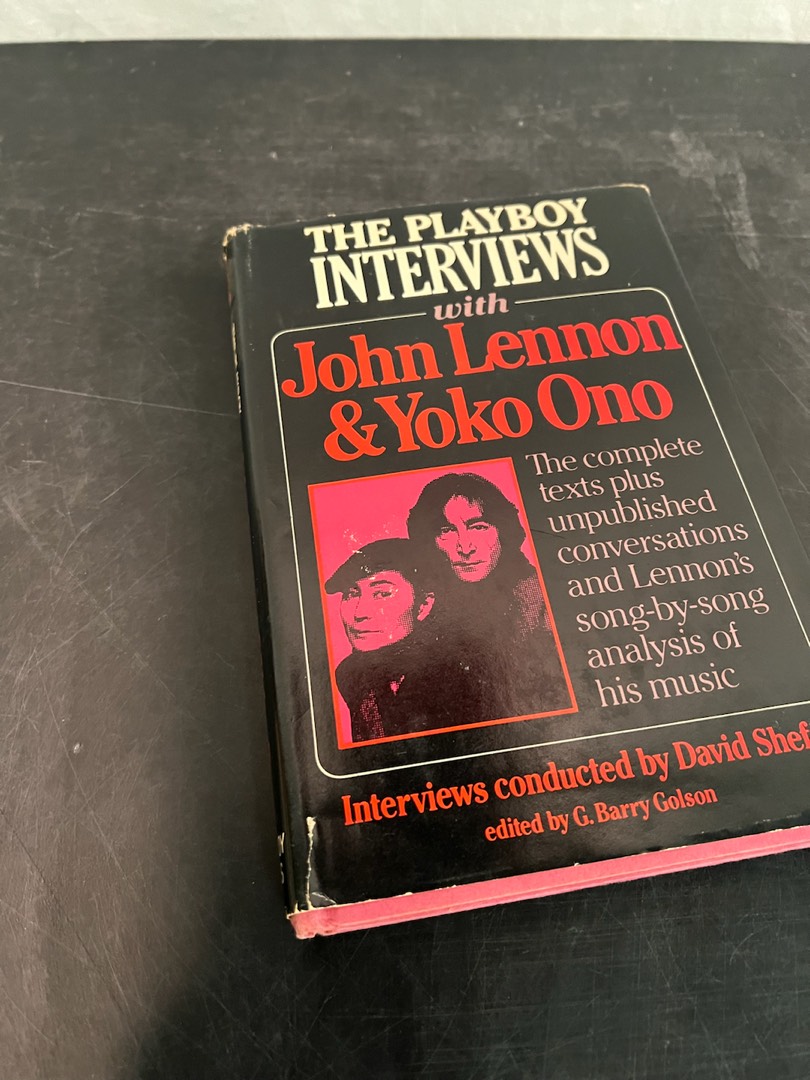 THE PLAYBOY
INTERVIEWS
with
John Lennon
& Yoko Ono
The complete
texts plus
unpublished
conversations
and Lennon's
song-by-song
analysis of
his music
Interviews conducted by David Shef
edited by G. Barry Golson